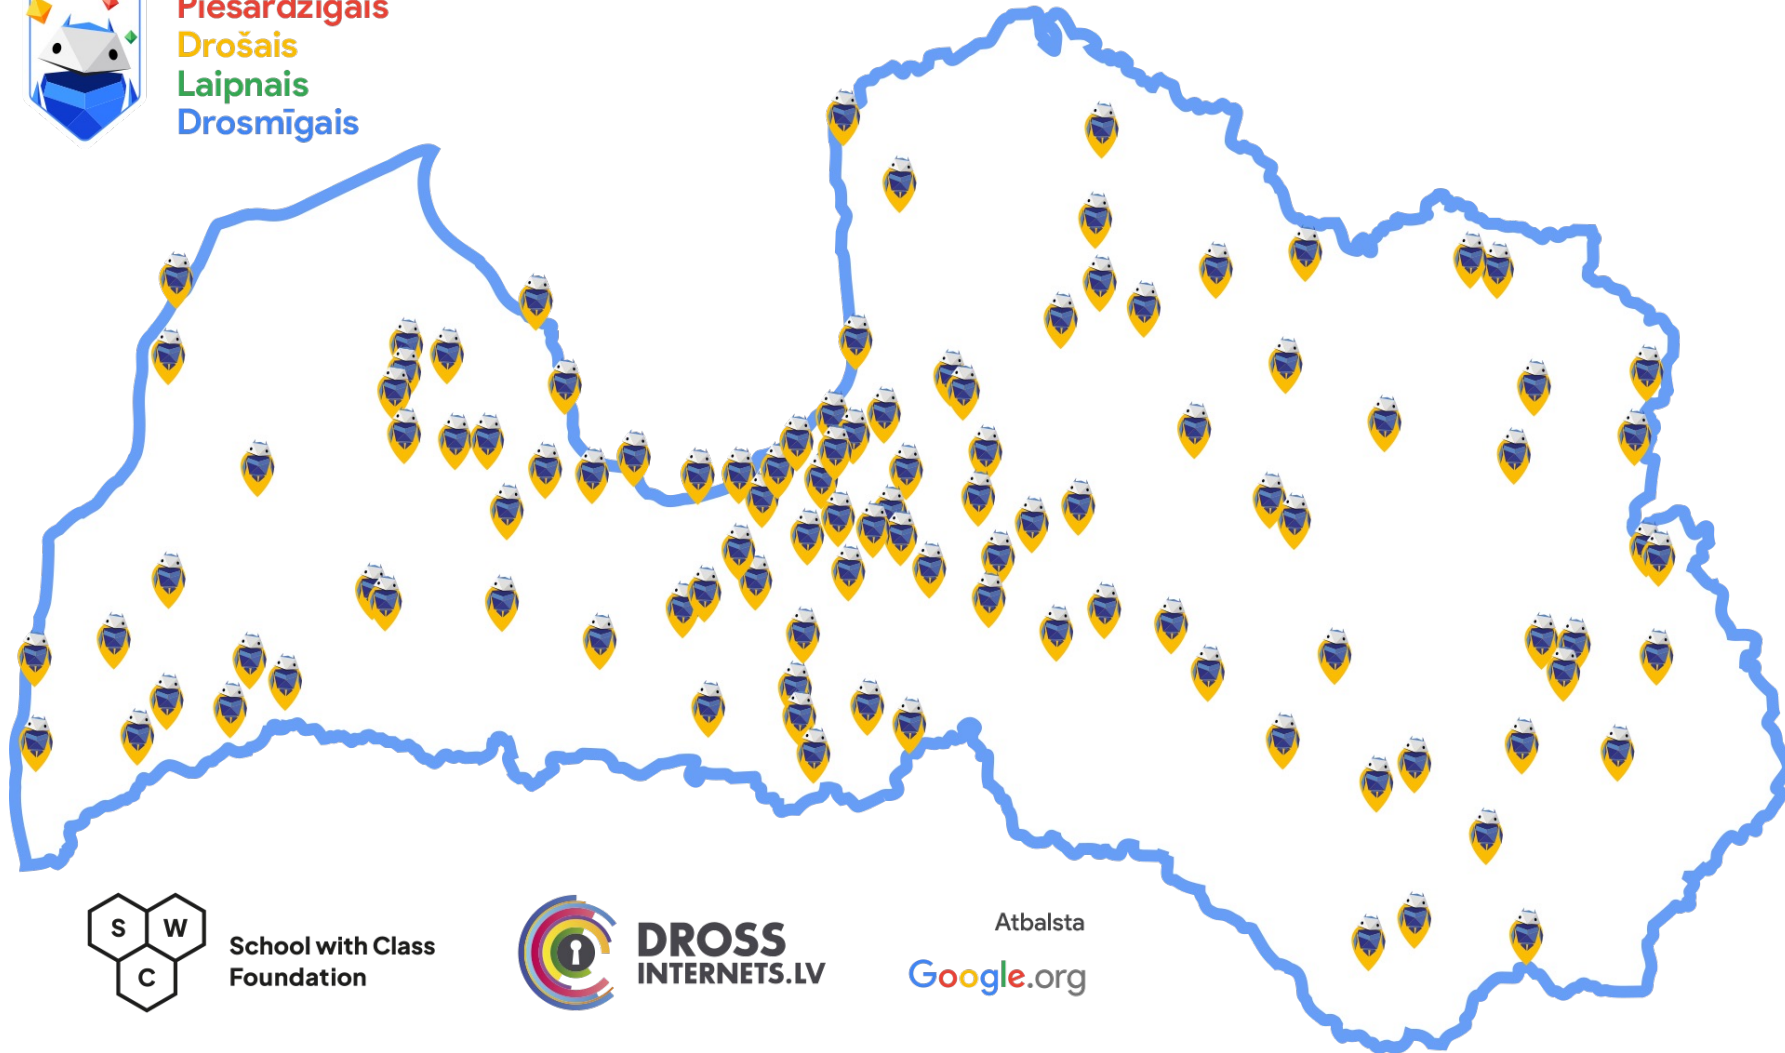 Piesardzīgais
Drošais
Laipnais
Drosmīgais
S W
C
School with Class
Foundation
DROSS
INTERNETS.LV
Atbalsta
Google.org